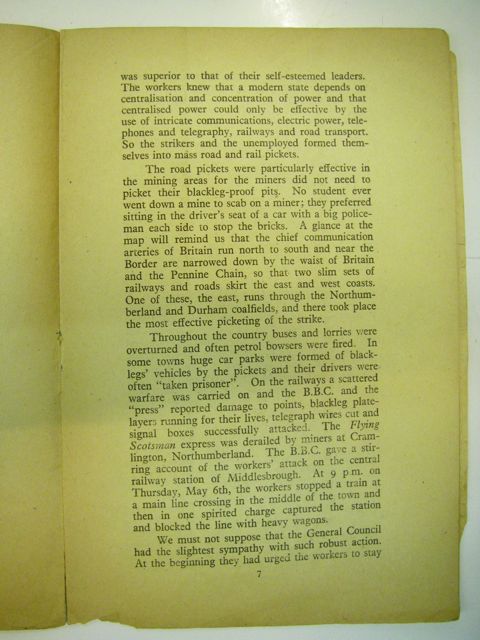 was superior to that of their self-esteemed leaders.
The workers knew that a modern state depends on
centralisation and concentration of power and that
centralised power could only be effective by the
use of intricate communications, electric power, tele-
phones and telegraphy, railways and road transport.
So the strikers and the unemployed formed them-
selves into mass road and rail pickets.
The road pickets were particularly effective in
the mining areas for the miners did not need to
picket their blackleg-proof pits. No student ever
went down a mine to scab on a miner; they preferred
sitting in the driver's seat of a car with a big police-
man each side to stop the bricks. A glance at the
map will remind us that the chief communication
arteries of Britain run north to south and near the
Border are narrowed down by the waist of Britain
and the Pennine Chain, so that two slim sets of
railways and roads skirt the east and west coasts.
One of these, the east, runs through the Northum-
berland and Durham coalfields, and there took place
the most effective picketing of the strike.
Throughout the country buses and lorries were
overturned and often petrol bowsers were fired. In
some towns huge car parks were formed of black-
legs' vehicles by the pickets and their drivers were
often "taken prisoner". On the railways a scattered
warfare was carried on and the B.B.C. and the
"press" reported damage to points, blackleg plate-
layers running for their lives, telegraph wires cut and
signal boxes successfully attacked. The Flying
Scotsman express was derailed by miners at Cram-
lington, Northumberland. The B.B.C. gave a stir-
ring account of the workers' attack on the central
railway station of Middlesbrough. At 9 p.m. on
Thursday, May 6th, the workers stopped a train at
a main line crossing in the middle of the town and
then in one spirited charge captured the station
and blocked the line with heavy wagons.
We must not suppose that the General Council
had the slightest sympathy with such robust action.
At the beginning they had urged the workers to stay
7